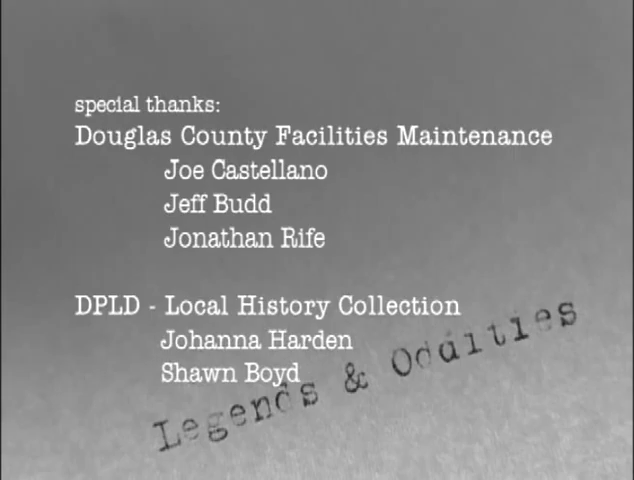 special thanks:
Douglas County Facilities Maintenance
Joe Castellano
Jeff Budd
Jonathan Rife
DPLD - Local History Collection
Johanna Harden
Shawn Boyd
Legends & Oddities